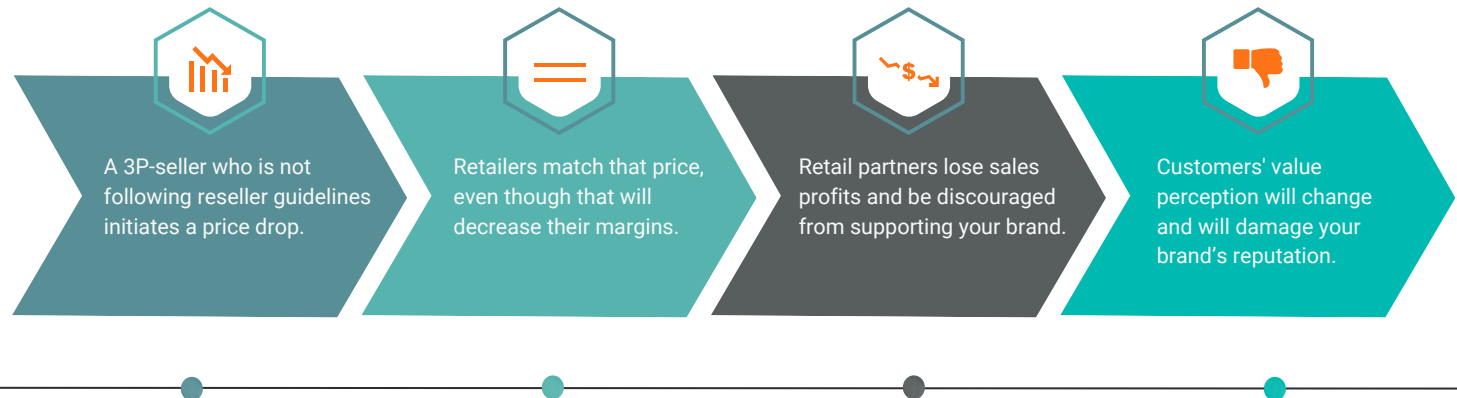 A 3P-seller who is not
following reseller guidelines
initiates a price drop.
Retailers match that price,
even though that will
decrease their margins.
$
Retail partners lose sales
profits and be discouraged
from supporting your brand.
Customers' value
perception will change
and will damage your
brand’s reputation.